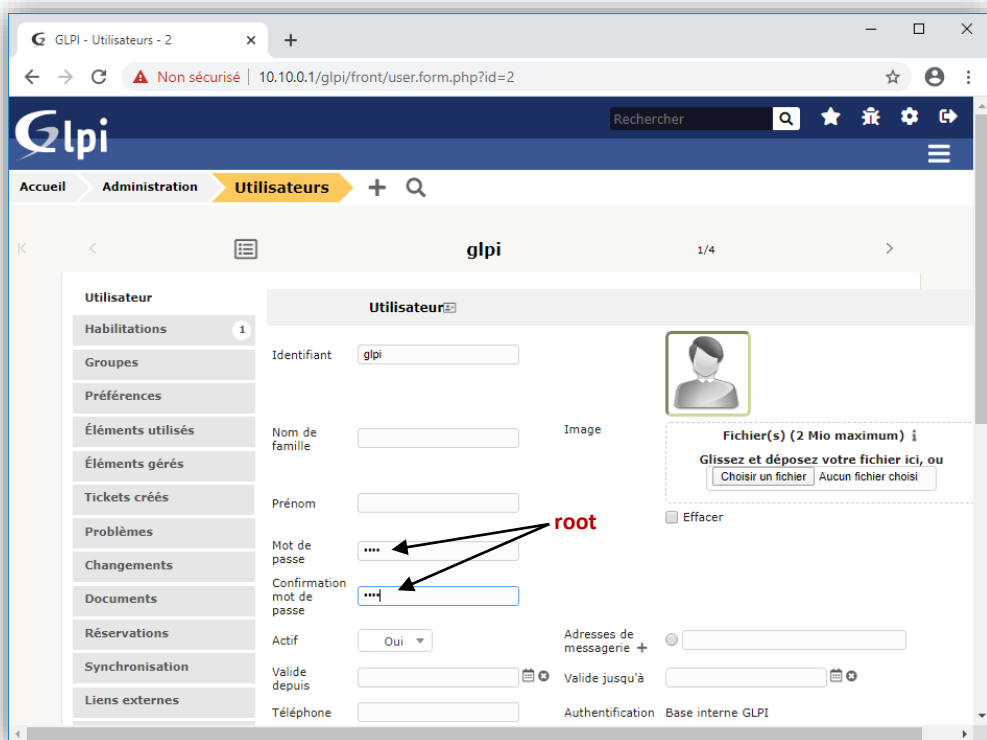 GLPI - Utilisateurs - 2
Non sécurisé | 10.10.0.1/glpi/front/user.form.php?id=2
Glpi
Rechercher
Accueil Administration Utilisateurs
glpi 1/4
Utilisateur
Utilisateur
Habilitations 1
Identifiant glpi
Groupes
Préférences
Éléments utilisés
Nom de famille
Image
Fichier(s) (2 Mio maximum) i
Glissez et déposez votre fichier ici, ou
Choisir un fichier Aucun fichier choisi
Éléments gérés
Tickets créés
Prénom
Effacer
root
Problèmes
Mot de passe ••••
Changements
Confirmation mot de passe ••••
Documents
Réservations
Actif Oui
Adresses de messagerie
Synchronisation
Valide depuis
Valide jusqu'à
Liens externes
Téléphone
Authentification Base interne GLPI